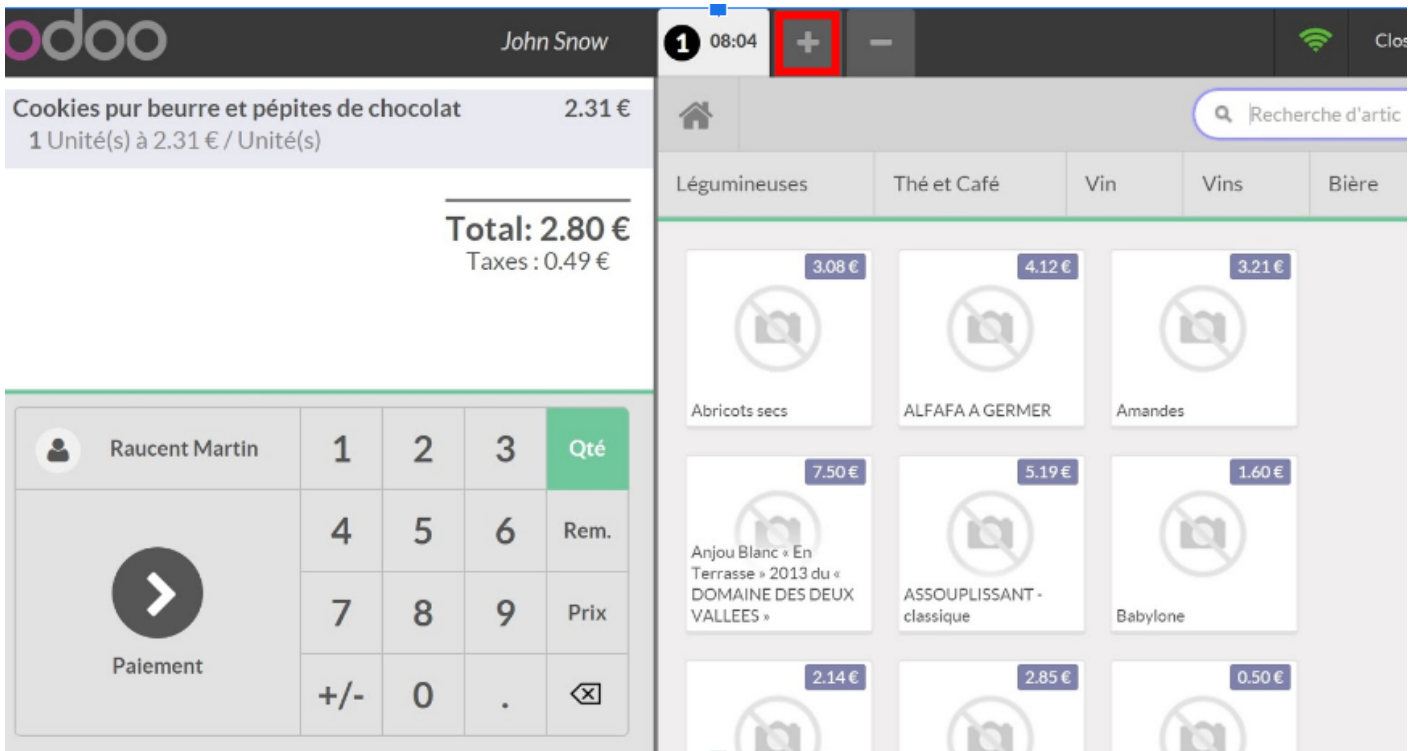 odoo
John Snow
1 08:04 + -
Clos
Cookies pur beurre et pépites de chocolat 2.31 €
1 Unité(s) à 2.31 € / Unité(s)
Total: 2.80 €
Taxes : 0.49 €
Recherche d'artic
Légumineuses Thé et Café Vin Vins Bière
3.08 € 4.12 € 3.21 €
Abricots secs ALFAFA A GERMER Amandes
7.50 € 5.19 € 1.60 €
Anjou Blanc « En
Terrasse » 2013 du «
DOMAINE DES DEUX
VALLEES »
ASSOUPLISSANT -
classique
Babylone
2.14 € 2.85 € 0.50 €
Raucent Martin 1 2 3 Qté
4 5 6 Rem.
7 8 9 Prix
Paiement
+/- 0 .